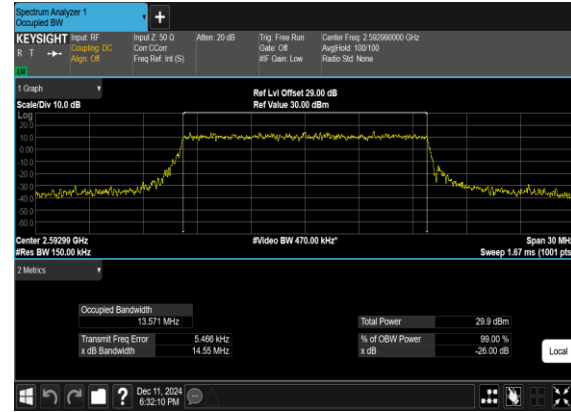 Spectrum Analyzer 1
Occupied BW
KEYSIGHT
R T
LU
Input: RF
Coupling: DC
Align: Off
Input Z: 50 Ω
Corr CCorr
Freq Ref: Int (S)
Atten: 20 dB
Trig: Free Run
Gate: Off
#IF Gain: Low
Center Freq: 2.592990000 GHz
Avg|Hold: 100/100
Radio Std: None
1 Graph
Scale/Div 10.0 dB
Ref Lvl Offset 29.00 dB
Ref Value 30.00 dBm
Log
20.0
10.0
0.00
-10.0
-20.0
-30.0
-40.0
-50.0
-60.0
Center 2.59299 GHz
#Res BW 150.00 kHz
#Video BW 470.00 kHz*
Span 30 MH
Sweep 1.67 ms (1001 pts
2 Metrics
Occupied Bandwidth
13.571 MHz
Transmit Freq Error 5.466 kHz
x dB Bandwidth 14.55 MHz
Total Power 29.9 dBm
% of OBW Power 99.00 %
x dB -26.00 dB
Local
?
Dec 11, 2024
6:32:10 PM